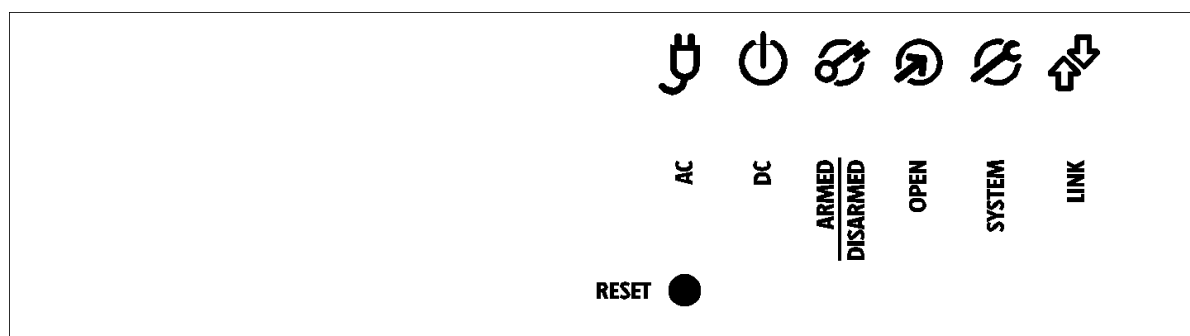 AC
DC
ARMED
DISARMED
OPEN
SYSTEM
LINK
RESET